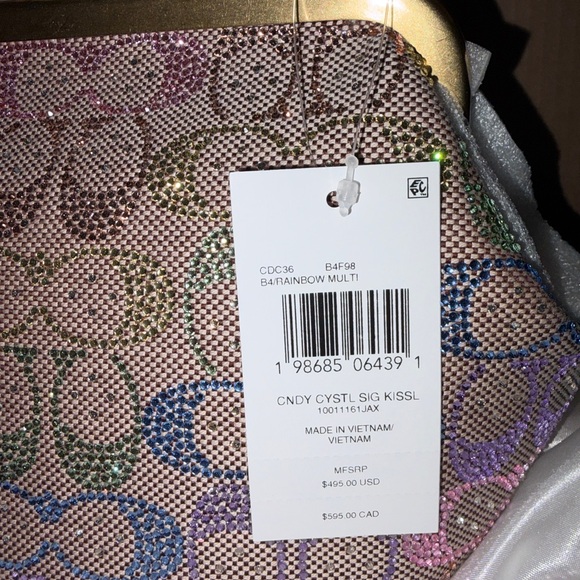 CDC36 B4F98
B4/RAINBOW MULTI
1 98685 06439 1
CNDY CYSTL SIG KISSL
10011161JAX
MADE IN VIETNAM/
VIETNAM
MFSRP
$495.00 USD
$595.00 CAD